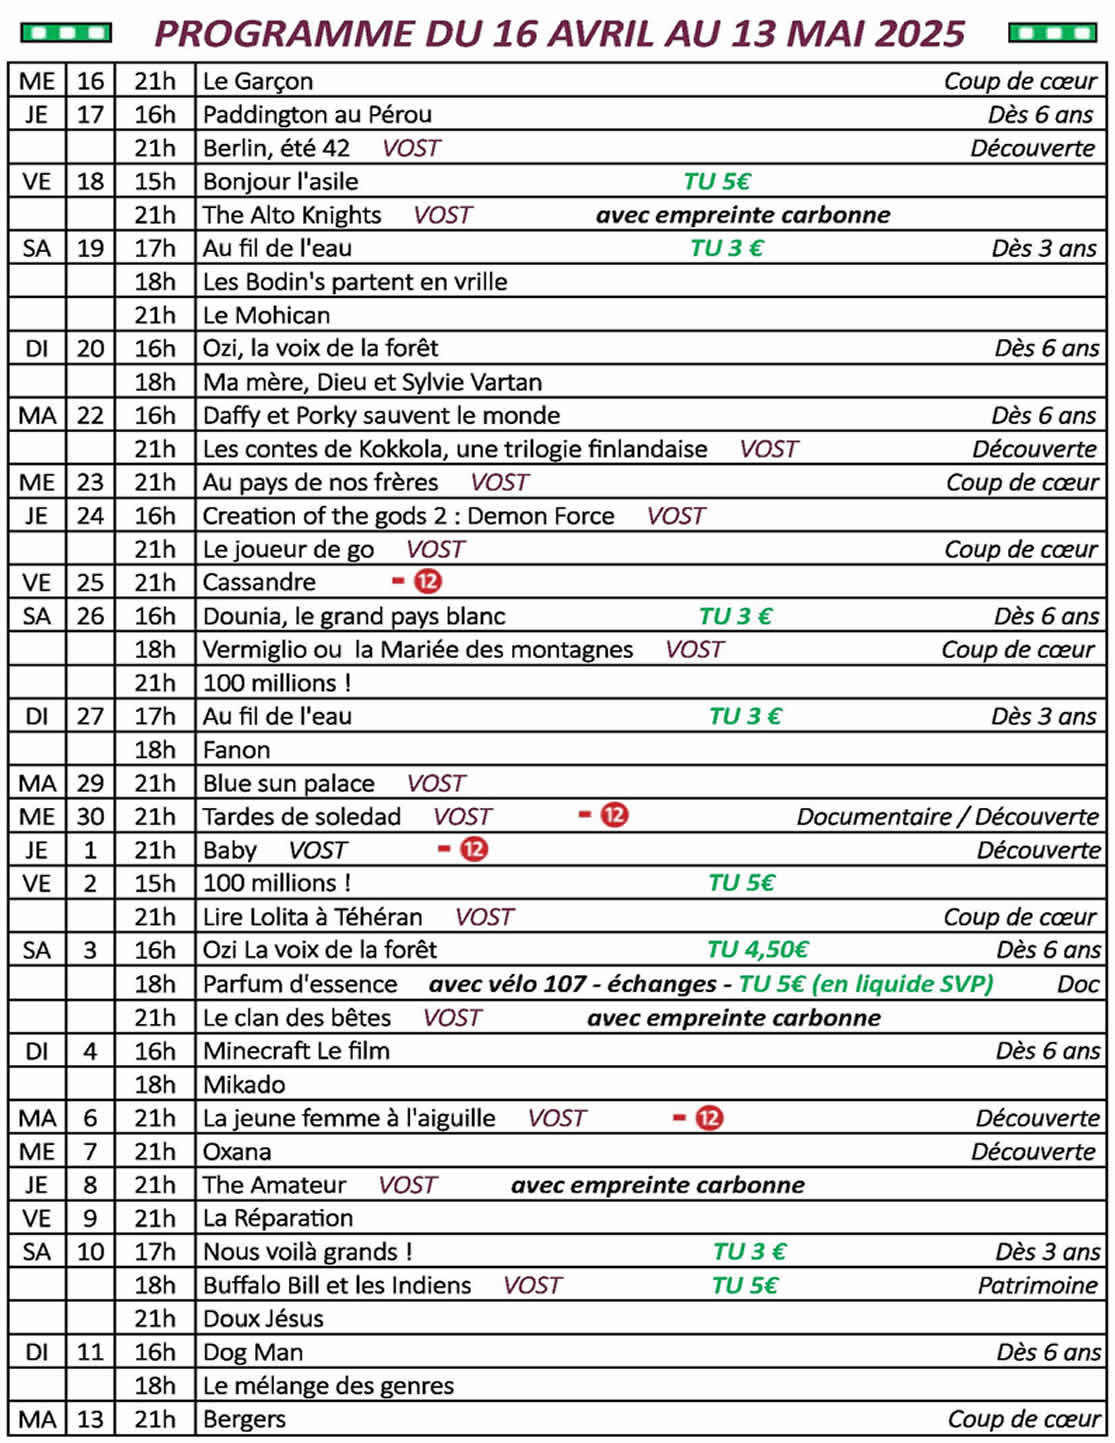 PROGRAMME DU 16 AVRIL AU 13 MAI 2025
ME 16 21h Le Garçon Coup de cœur
JE 17 16h Paddington au Pérou Dès 6 ans
21h Berlin, été 42 VOST Découverte
VE 18 15h Bonjour l'asile TU 5€
21h The Alto Knights VOST avec empreinte carbonne
SA 19 17h Au fil de l'eau TU 3 € Dès 3 ans
18h Les Bodin's partent en vrille
21h Le Mohican
DI 20 16h Ozi, la voix de la forêt Dès 6 ans
18h Ma mère, Dieu et Sylvie Vartan
MA 22 16h Daffy et Porky sauvent le monde Dès 6 ans
21h Les contes de Kokkola, une trilogie finlandaise VOST Découverte
ME 23 21h Au pays de nos frères VOST Coup de cœur
JE 24 16h Creation of the gods 2 : Demon Force VOST
21h Le joueur de go VOST Coup de cœur
VE 25 21h Cassandre - 12
SA 26 16h Dounia, le grand pays blanc TU 3 € Dès 6 ans
18h Vermiglio ou la Mariée des montagnes VOST Coup de cœur
21h 100 millions !
DI 27 17h Au fil de l'eau TU 3 € Dès 3 ans
18h Fanon
MA 29 21h Blue sun palace VOST
ME 30 21h Tardes de soledad VOST - 12 Documentaire / Découverte
JE 1 21h Baby VOST - 12 Découverte
VE 2 15h 100 millions ! TU 5€
21h Lire Lolita à Téhéran VOST Coup de cœur
SA 3 16h Ozi La voix de la forêt TU 4,50€ Dès 6 ans
18h Parfum d'essence avec vélo 107 - échanges - TU 5€ (en liquide SVP) Doc
21h Le clan des bêtes VOST avec empreinte carbonne
DI 4 16h Minecraft Le film Dès 6 ans
18h Mikado
MA 6 21h La jeune femme à l'aiguille VOST - 12 Découverte
ME 7 21h Oxana Découverte
JE 8 21h The Amateur VOST avec empreinte carbonne
VE 9 21h La Réparation
SA 10 17h Nous voilà grands ! TU 3 € Dès 3 ans
18h Buffalo Bill et les Indiens VOST TU 5€ Patrimoine
21h Doux Jésus
DI 11 16h Dog Man Dès 6 ans
18h Le mélange des genres
MA 13 21h Bergers Coup de cœur